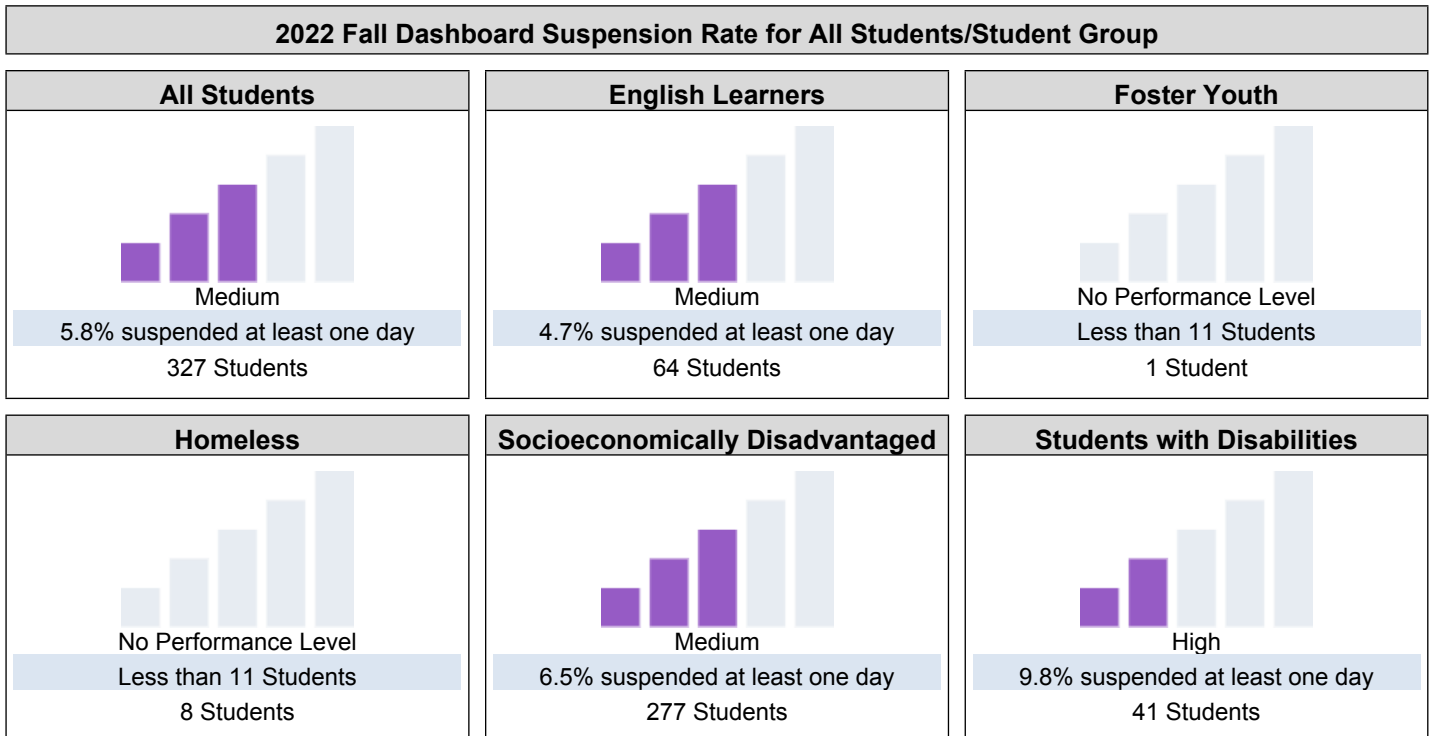 2022 Fall Dashboard Suspension Rate for All Students/Student Group
All Students
Medium
5.8% suspended at least one day
327 Students
English Learners
Medium
4.7% suspended at least one day
64 Students
Foster Youth
No Performance Level
Less than 11 Students
1 Student
Homeless
No Performance Level
Less than 11 Students
8 Students
Socioeconomically Disadvantaged
Medium
6.5% suspended at least one day
277 Students
Students with Disabilities
High
9.8% suspended at least one day
41 Students